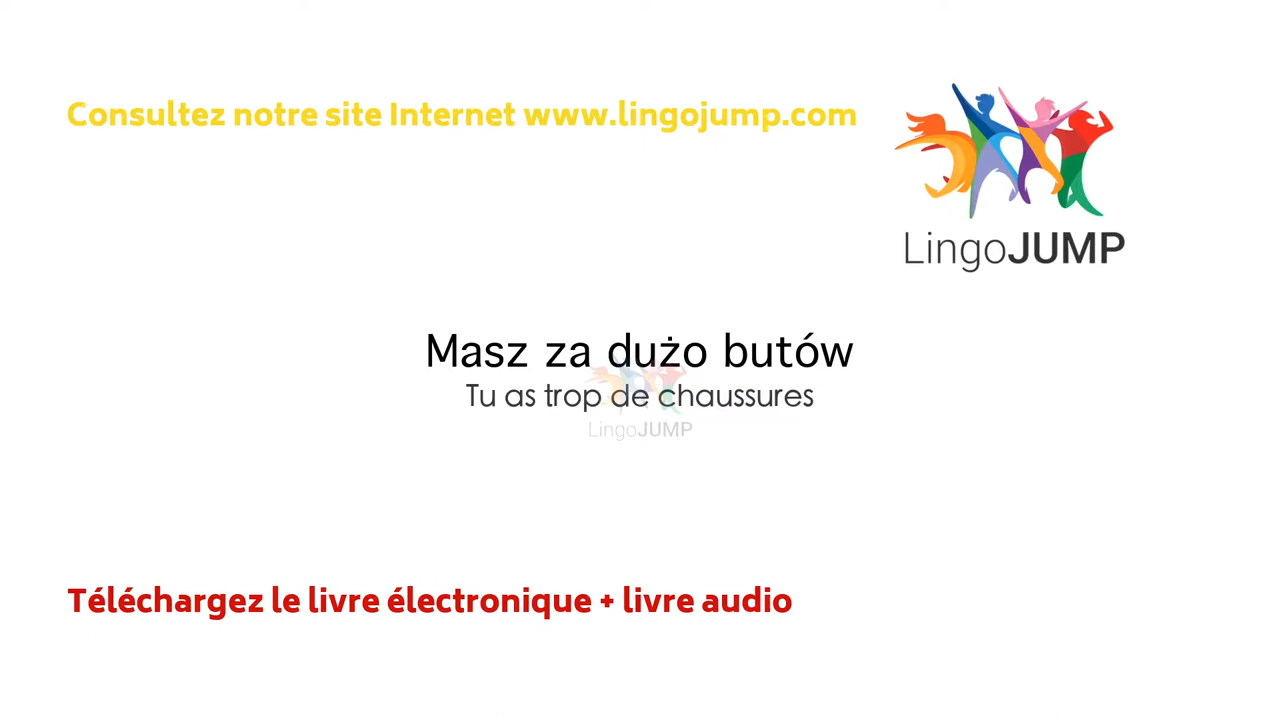 Consultez notre site Internet www.lingojump.com
LingoJUMP
Masz za dużo butów
Tu as trop de chaussures
LingoJUMP
Téléchargez le livre électronique + livre audio